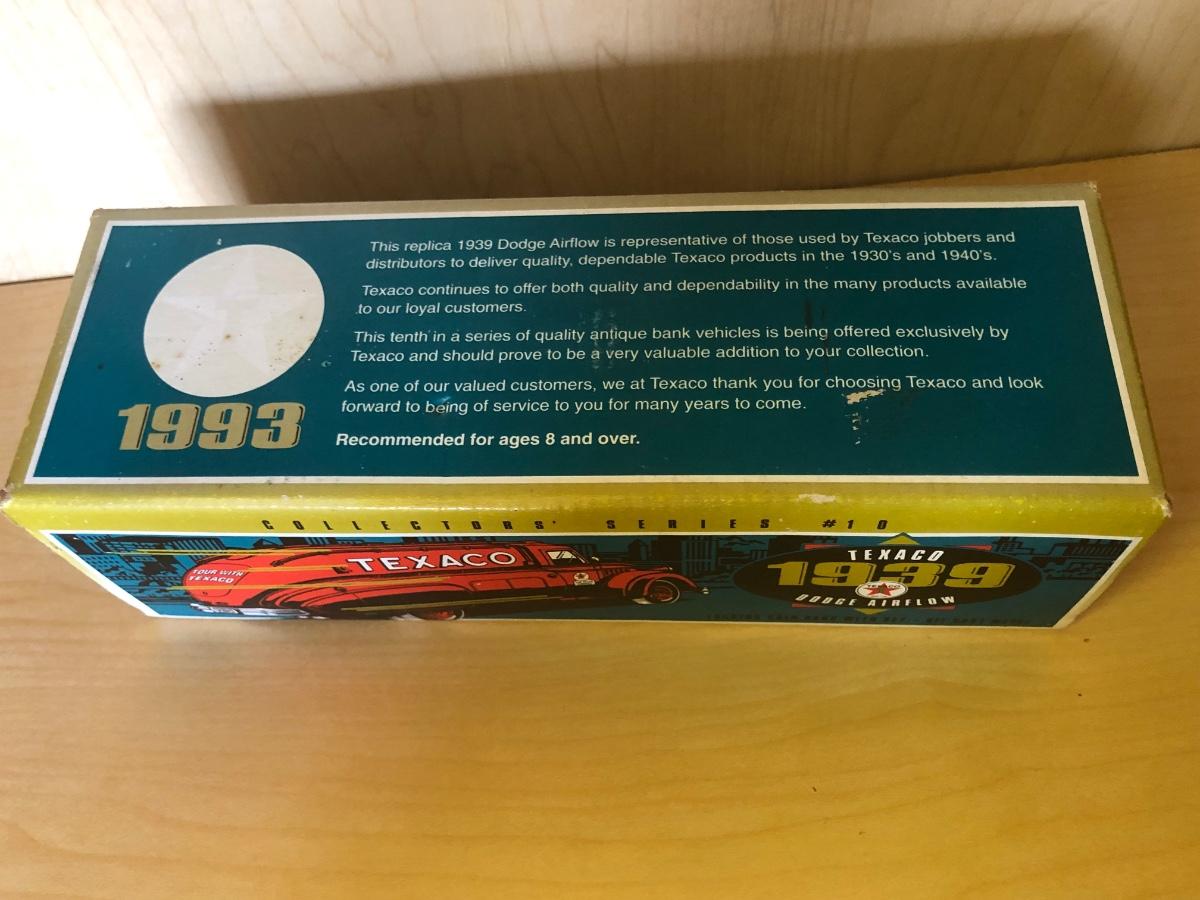 This replica 1939 Dodge Airflow is representative of those used by Texaco jobbers and
distributors to deliver quality, dependable Texaco products in the 1930's and 1940's.
Texaco continues to offer both quality and dependability in the many products available
to our loyal customers.
This tenth in a series of quality antique bank vehicles is being offered exclusively by
Texaco and should prove to be a very valuable addition to your collection.
As one of our valued customers, we at Texaco thank you for choosing Texaco and look
forward to being of service to you for many years to come.
Recommended for ages 8 and over.
1993
COLLECTORS' SERIES #10
TOUR WITH
TEXACO
TEXACO
TEXACO
1939
DODGE AIRFLOW